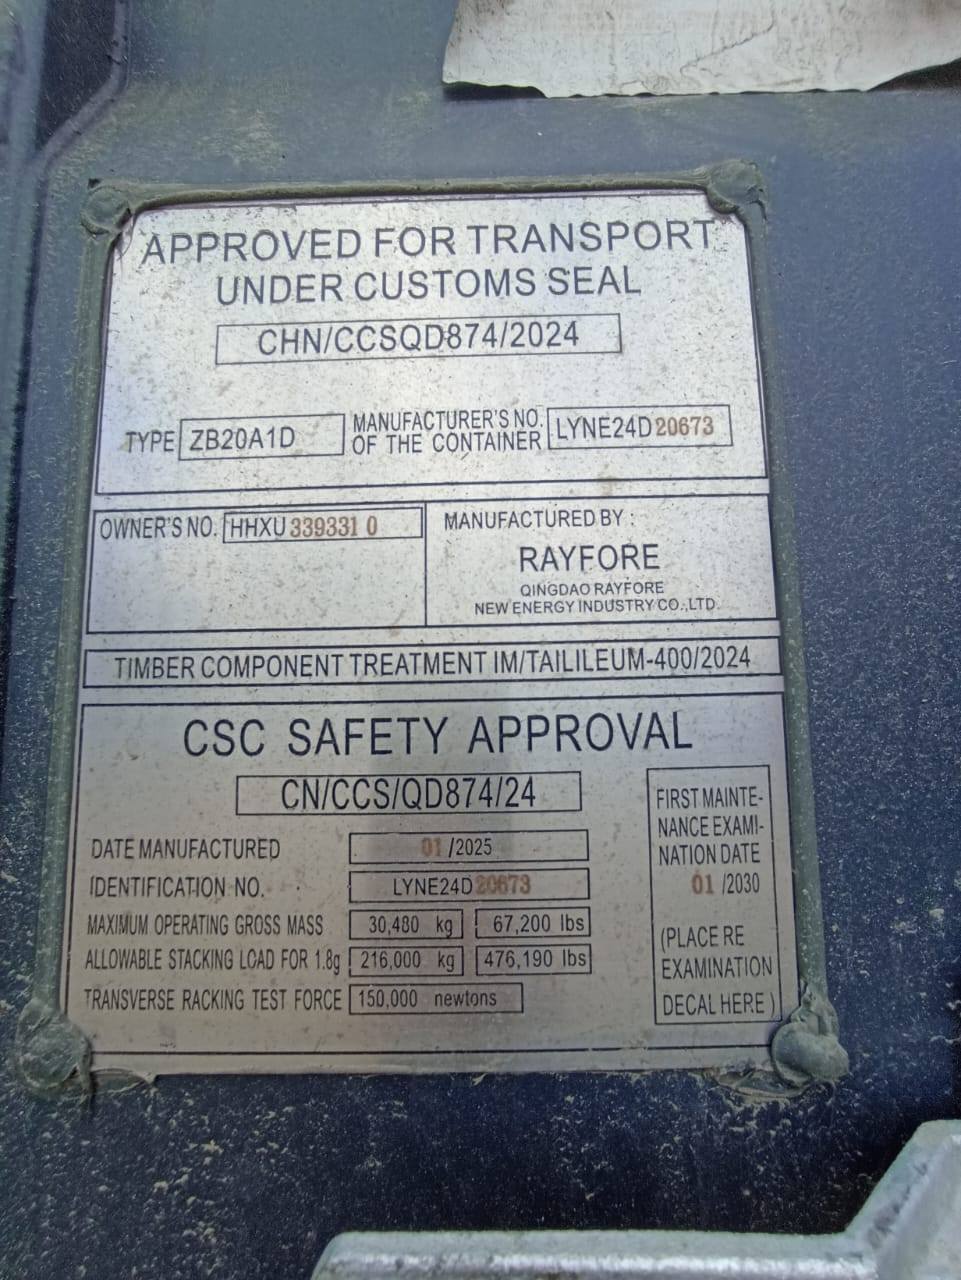 APPROVED FOR TRANSPORT
UNDER CUSTOMS SEAL
CHN/CCSQD874/2024
TYPE ZB20A1D MANUFACTURER'S NO. OF THE CONTAINER LYNE24D20673
OWNER'S NO. HHXU 339331 0
MANUFACTURED BY :
RAYFORE
QINGDAO RAYFORE
NEW ENERGY INDUSTRY CO.,LTD.
TIMBER COMPONENT TREATMENT IM/TAILILEUM-400/2024
CSC SAFETY APPROVAL
CN/CCS/QD874/24
DATE MANUFACTURED 01 /2025
IDENTIFICATION NO. LYNE24D20673
MAXIMUM OPERATING GROSS MASS 30,480 kg 67,200 lbs
ALLOWABLE STACKING LOAD FOR 1.8g 216,000 kg 476,190 lbs
TRANSVERSE RACKING TEST FORCE 150,000 newtons
FIRST MAINTE-
NANCE EXAMI-
NATION DATE
01 /2030
(PLACE RE
EXAMINATION
DECAL HERE )